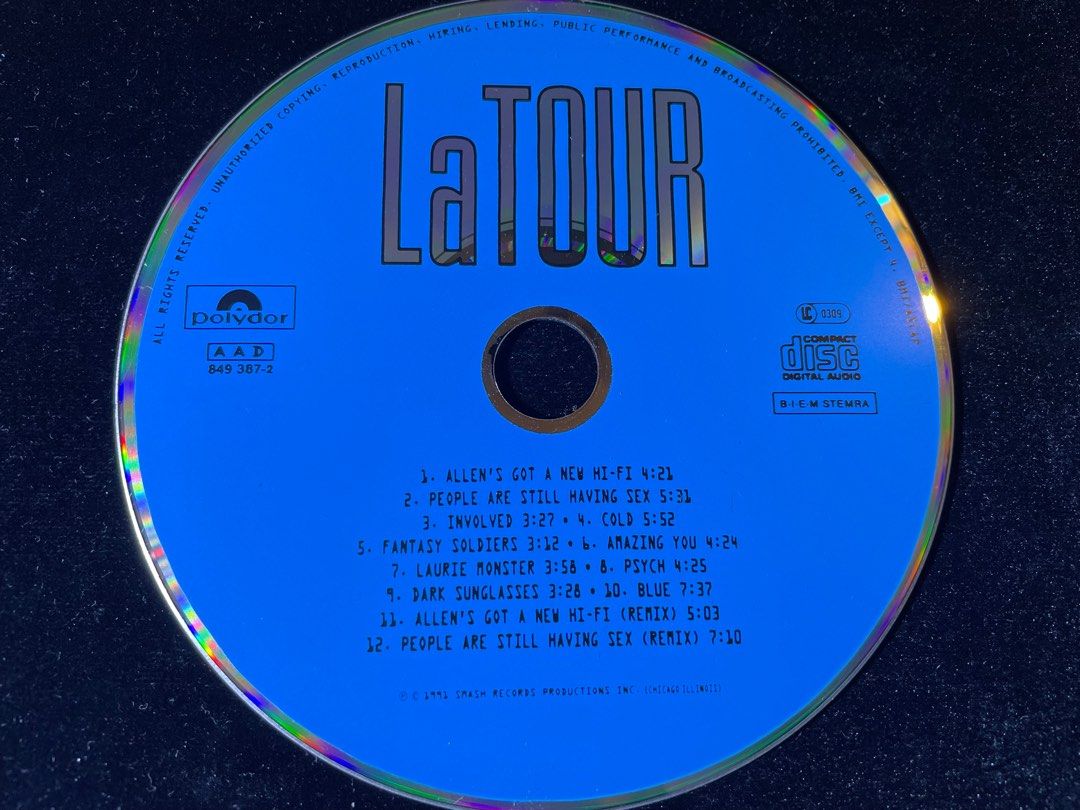 ALL RIGHTS RESERVED. UNAUTHORIZED COPYING, REPRODUCTION, HIRING, LENDING, PUBLIC PERFORMANCE AND BROADCASTING PROHIBITED. BMI EXCEPT 4. BMI/ASCAP
LaTOUR
polydor
AAD
849 387-2
LC 0309
COMPACT
disc
DIGITAL AUDIO
B·I·E·M STEMRA
1. ALLEN'S GOT A NEW HI-FI 4:21
2. PEOPLE ARE STILL HAVING SEX 5:31
3. INVOLVED 3:27 • 4. COLD 5:52
5. FANTASY SOLDIERS 3:12 • 6. AMAZING YOU 4:24
7. LAURIE MONSTER 3:58 • 8. PSYCH 4:25
9. DARK SUNGLASSES 3:28 • 10. BLUE 7:37
11. ALLEN'S GOT A NEW HI-FI (REMIX) 5:03
12. PEOPLE ARE STILL HAVING SEX (REMIX) 7:10
℗ © 1991 SMASH RECORDS PRODUCTIONS INC. (CHICAGO ILLINOIS)